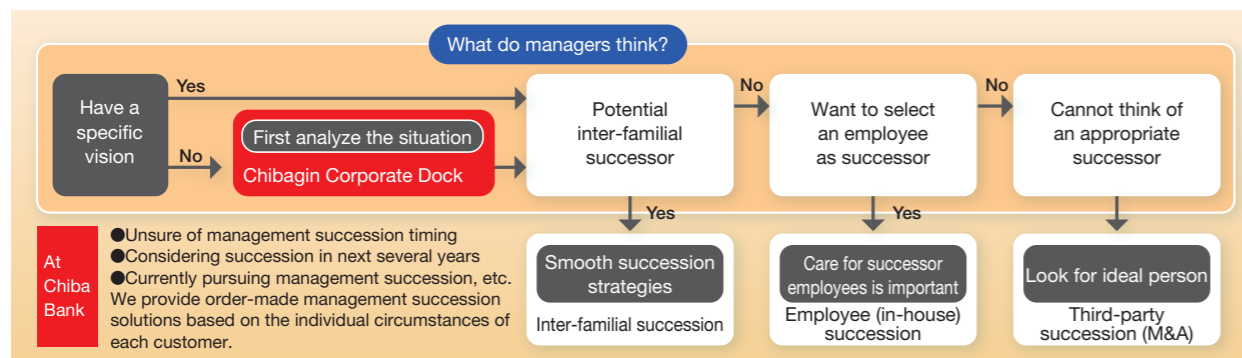 What do managers think?
Have a
specific
vision
Yes
No
First analyze the situation
Chibagin Corporate Dock
Potential
inter-familial
successor
No
Want to select
an employee
as successor
No
Cannot think of
an appropriate
successor
Yes
Yes
At
Chiba
Bank
●Unsure of management succession timing
●Considering succession in next several years
●Currently pursuing management succession, etc.
We provide order-made management succession
solutions based on the individual circumstances of
each customer.
Smooth succession
strategies
Inter-familial succession
Care for successor
employees is important
Employee (in-house)
succession
Look for ideal person
Third-party
succession (M&A)